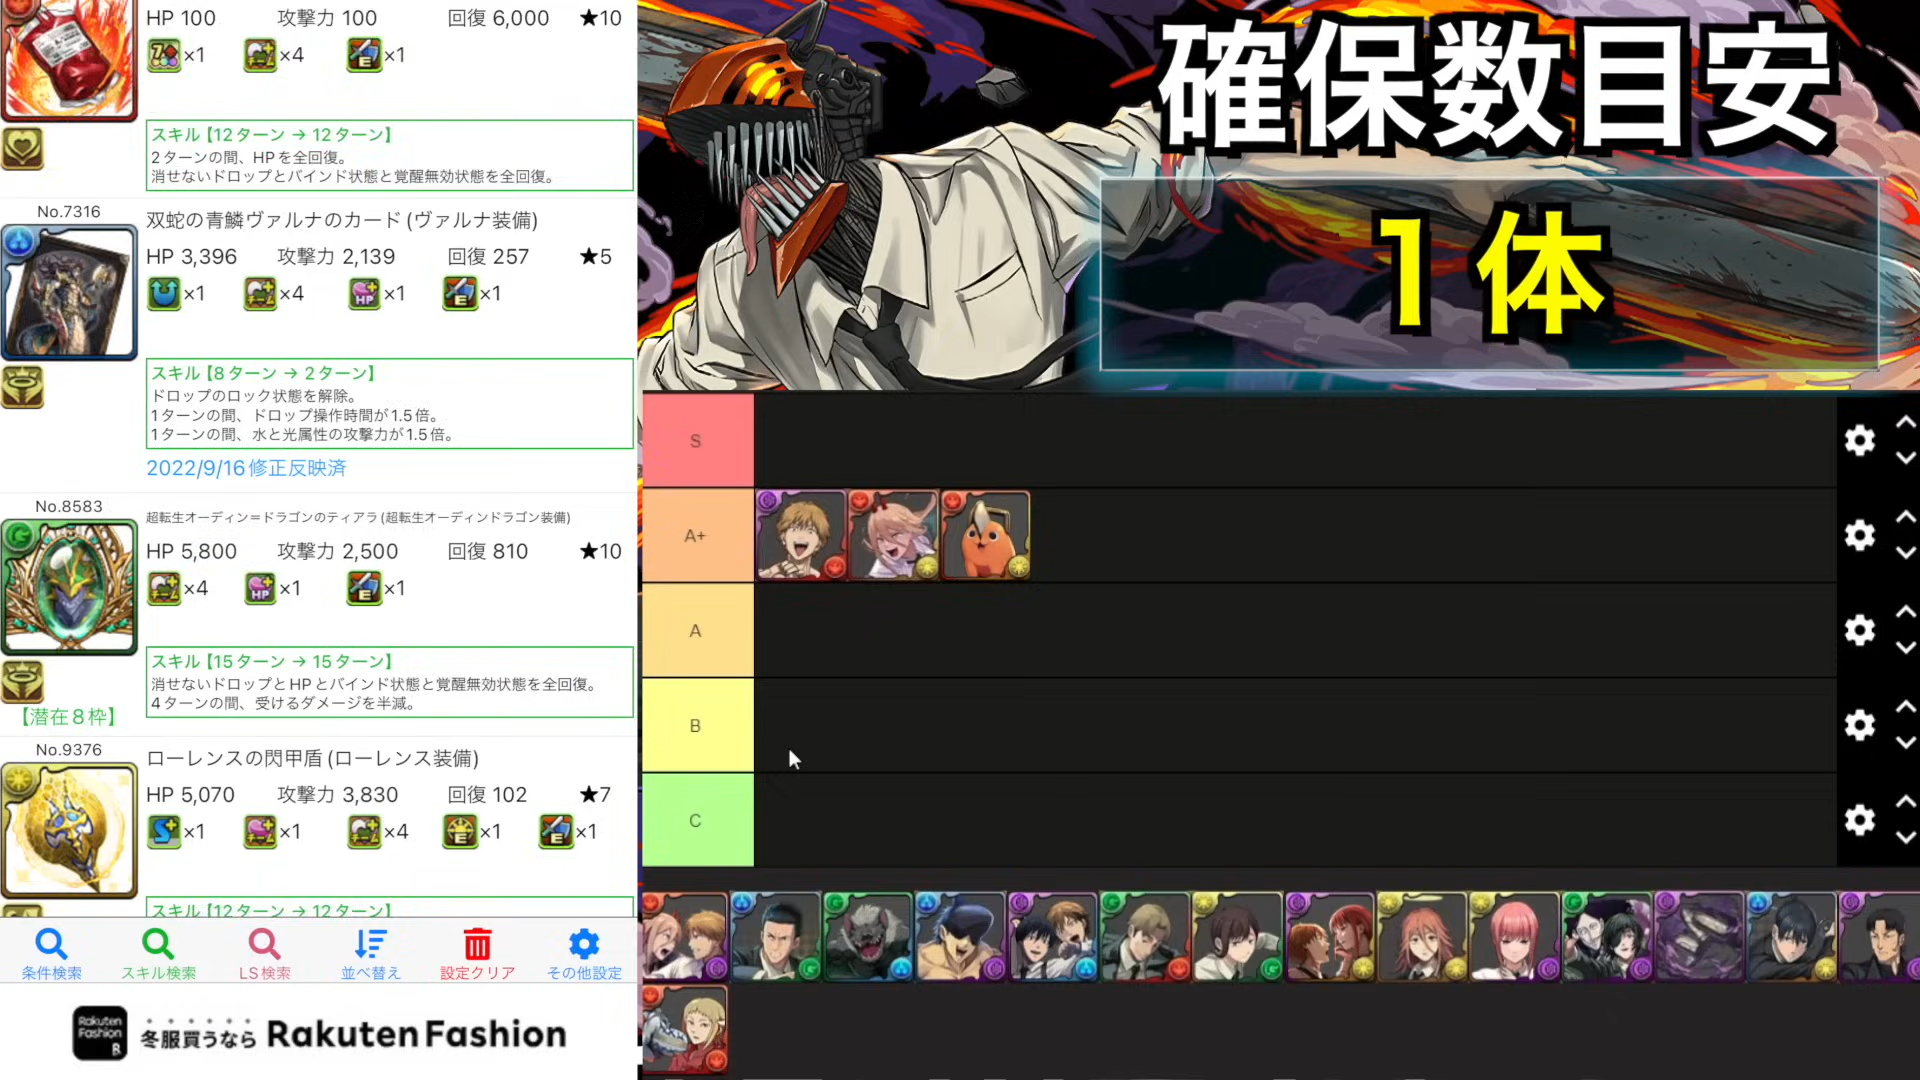 HP 100 攻撃力 100 回復 6,000 ★10
×1 ×4 ×1
スキル【12ターン → 12ターン】
2ターンの間、HPを全回復。
消せないドロップとバインド状態と覚醒無効状態を全回復。
No.7316
双蛇の青鱗ヴァルナのカード(ヴァルナ装備)
HP 3,396 攻撃力 2,139 回復 257 ★5
×1 ×4 ×1 ×1
スキル【8ターン → 2ターン】
ドロップのロック状態を解除。
1ターンの間、ドロップ操作時間が1.5倍。
1ターンの間、水と光属性の攻撃力が1.5倍。
2022/9/16修正反映済
No.8583
超転生オーディン=ドラゴンのティアラ(超転生オーディンドラゴン装備)
HP 5,800 攻撃力 2,500 回復 810 ★10
×4 ×1 ×1
スキル【15ターン → 15ターン】
消せないドロップとHPとバインド状態と覚醒無効状態を全回復。
4ターンの間、受けるダメージを半減。
【潜在8枠】
No.9376
ローレンスの閃甲盾(ローレンス装備)
HP 5,070 攻撃力 3,830 回復 102 ★7
×1 ×1 ×4 ×1 ×1
スキル【12ターン → 12ターン】
条件検索 スキル検索 LS検索 並べ替え 設定クリア その他設定
Rakuten Fashion R 冬服買うなら Rakuten Fashion
確保数目安
1体
S
A+
A
B
C